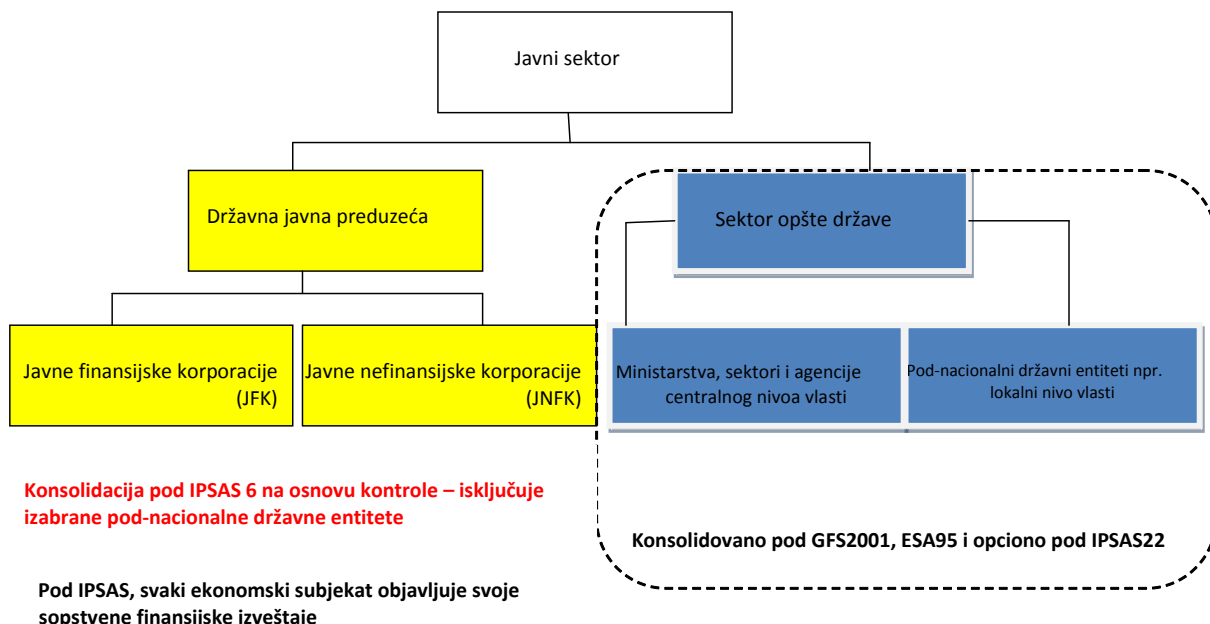 Javni sektor
Državna javna preduzeća
Sektor opšte države
Javne finansijske korporacije
(JFK)
Javne nefinansijske korporacije
(JNFK)
Ministarstva, sektori i agencije
centralnog nivoa vlasti
Pod-nacionalni državni entiteti npr.
lokalni nivo vlasti
Konsolidacija pod IPSAS 6 na osnovu kontrole – isključuje
izabrane pod-nacionalne državne entitete
Konsolidovano pod GFS2001, ESA95 i opciono pod IPSAS22
Pod IPSAS, svaki ekonomski subjekat objavljuje svoje
sopstvene finansijske izveštaje